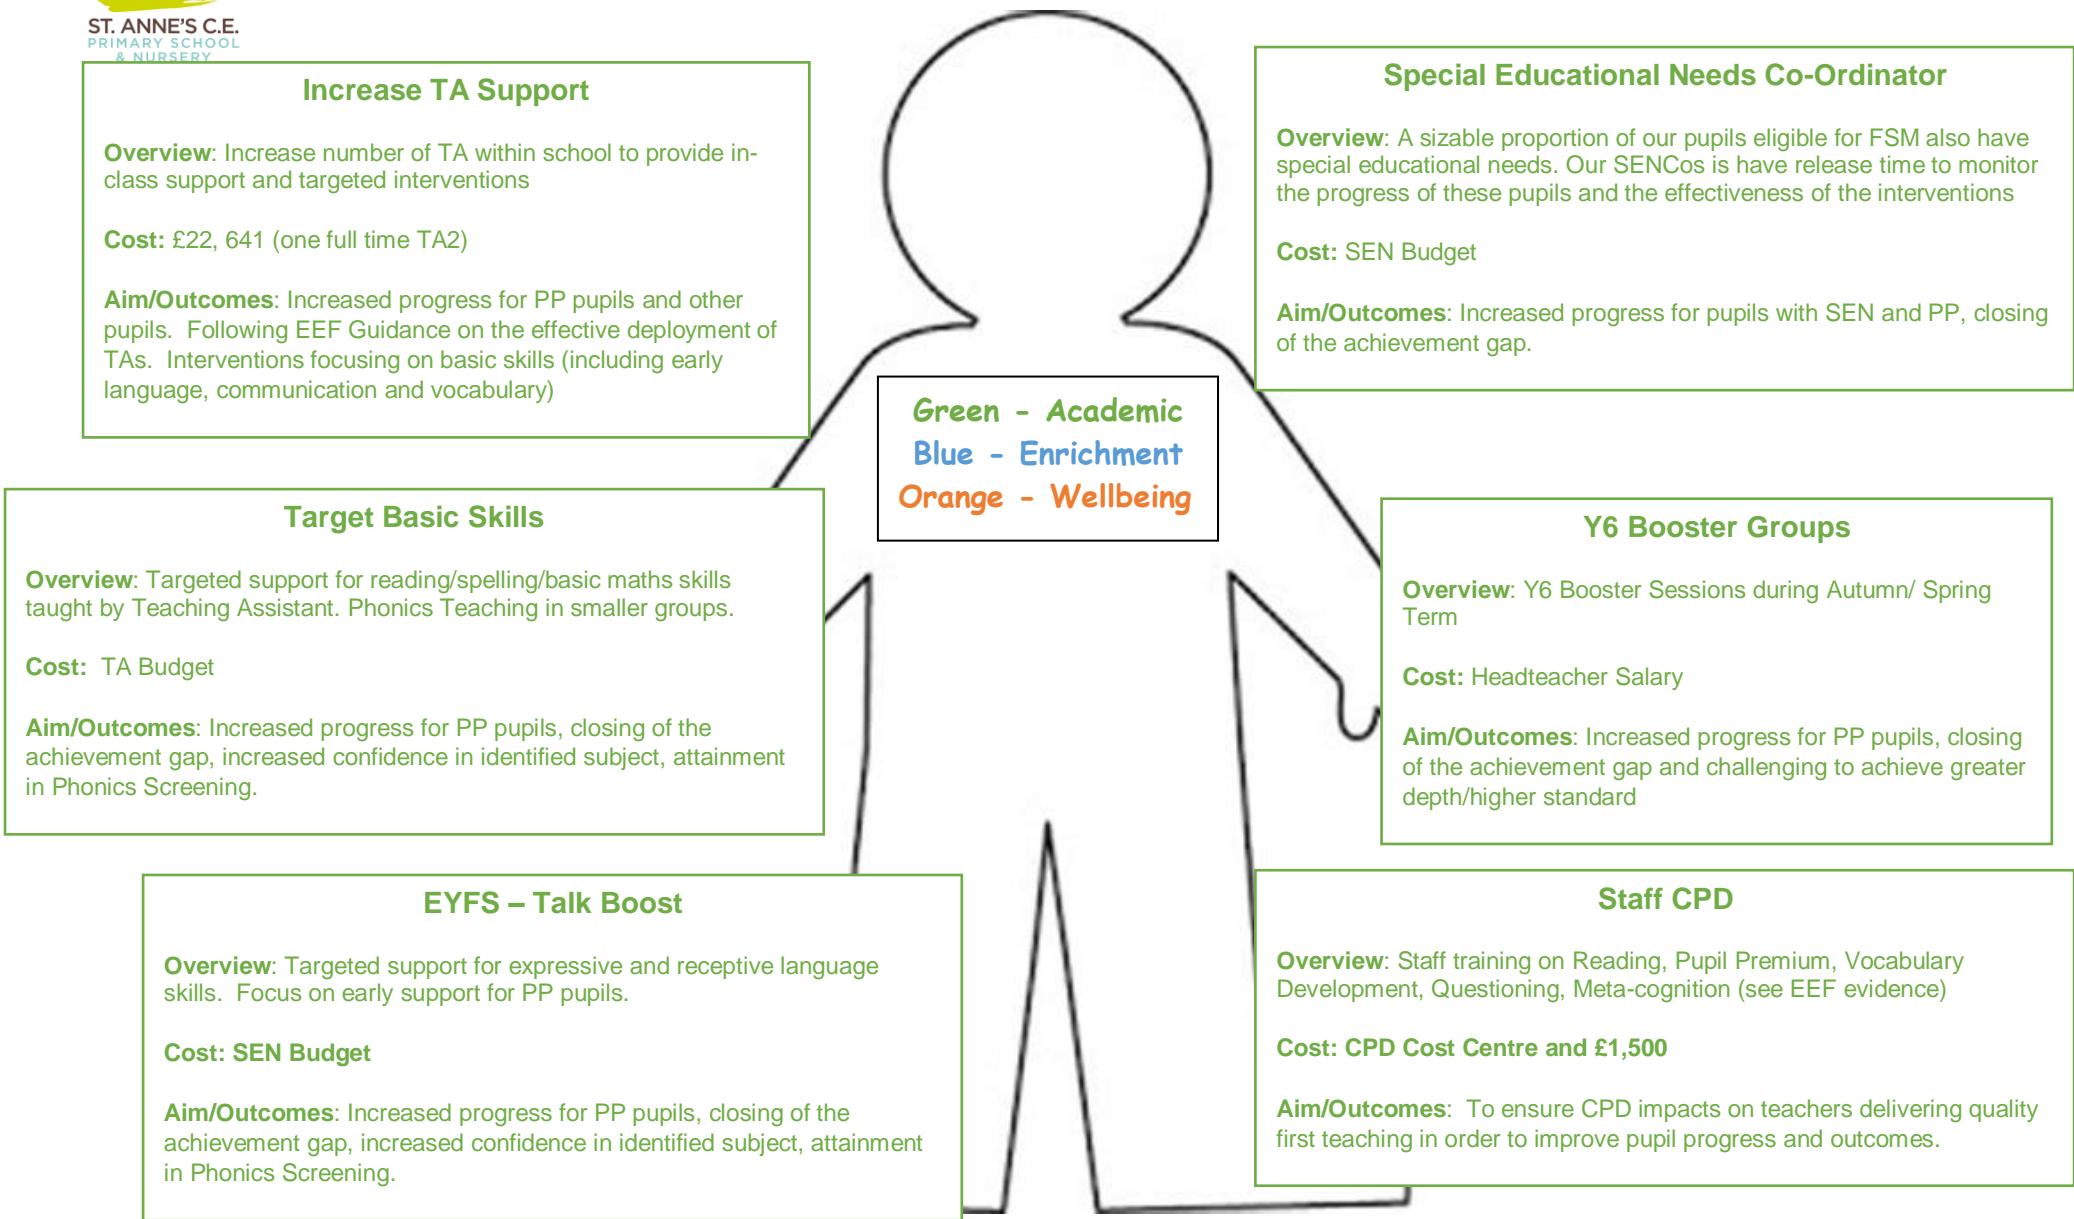 ST. ANNE'S C.E.
PRIMARY SCHOOL
& NURSERY
Increase TA Support
Overview: Increase number of TA within school to provide in-
class support and targeted interventions
Cost: £22, 641 (one full time TA2)
Aim/Outcomes: Increased progress for PP pupils and other
pupils.  Following EEF Guidance on the effective deployment of
TAs.  Interventions focusing on basic skills (including early
language, communication and vocabulary)
Special Educational Needs Co-Ordinator
Overview: A sizable proportion of our pupils eligible for FSM also have
special educational needs. Our SENCos is have release time to monitor
the progress of these pupils and the effectiveness of the interventions
Cost: SEN Budget
Aim/Outcomes: Increased progress for pupils with SEN and PP, closing
of the achievement gap.
Green - Academic
Blue - Enrichment
Orange - Wellbeing
Target Basic Skills
Overview: Targeted support for reading/spelling/basic maths skills
taught by Teaching Assistant. Phonics Teaching in smaller groups.
Cost:  TA Budget
Aim/Outcomes: Increased progress for PP pupils, closing of the
achievement gap, increased confidence in identified subject, attainment
in Phonics Screening.
Y6 Booster Groups
Overview: Y6 Booster Sessions during Autumn/ Spring
Term
Cost: Headteacher Salary
Aim/Outcomes: Increased progress for PP pupils, closing
of the achievement gap and challenging to achieve greater
depth/higher standard
EYFS – Talk Boost
Overview: Targeted support for expressive and receptive language
skills.  Focus on early support for PP pupils.
Cost: SEN Budget
Aim/Outcomes: Increased progress for PP pupils, closing of the
achievement gap, increased confidence in identified subject, attainment
in Phonics Screening.
Staff CPD
Overview: Staff training on Reading, Pupil Premium, Vocabulary
Development, Questioning, Meta-cognition (see EEF evidence)
Cost: CPD Cost Centre and £1,500
Aim/Outcomes:  To ensure CPD impacts on teachers delivering quality
first teaching in order to improve pupil progress and outcomes.